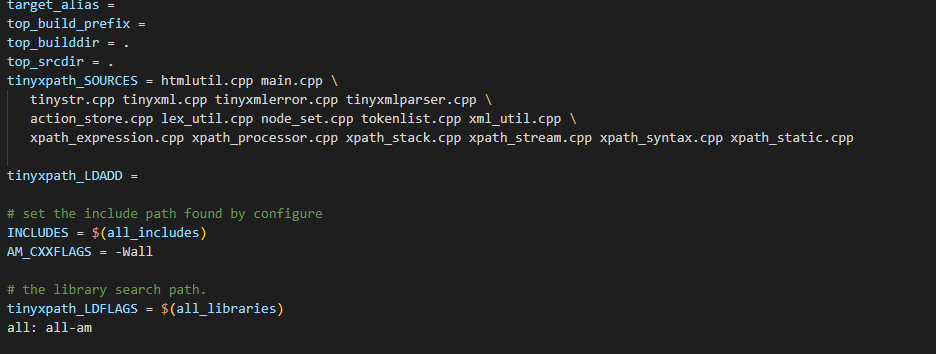 target_alias =
top_build_prefix =
top_builddir = .
top_srcdir = .
tinyxpath_SOURCES = htmlutil.cpp main.cpp \
tinystr.cpp tinyxml.cpp tinyxmlerror.cpp tinyxmlparser.cpp \
action_store.cpp lex_util.cpp node_set.cpp tokenlist.cpp xml_util.cpp \
xpath_expression.cpp xpath_processor.cpp xpath_stack.cpp xpath_stream.cpp xpath_syntax.cpp xpath_static.cpp
tinyxpath_LDADD =
# set the include path found by configure
INCLUDES = $(all_includes)
AM_CXXFLAGS = -Wall
# the library search path.
tinyxpath_LDFLAGS = $(all_libraries)
all: all-am